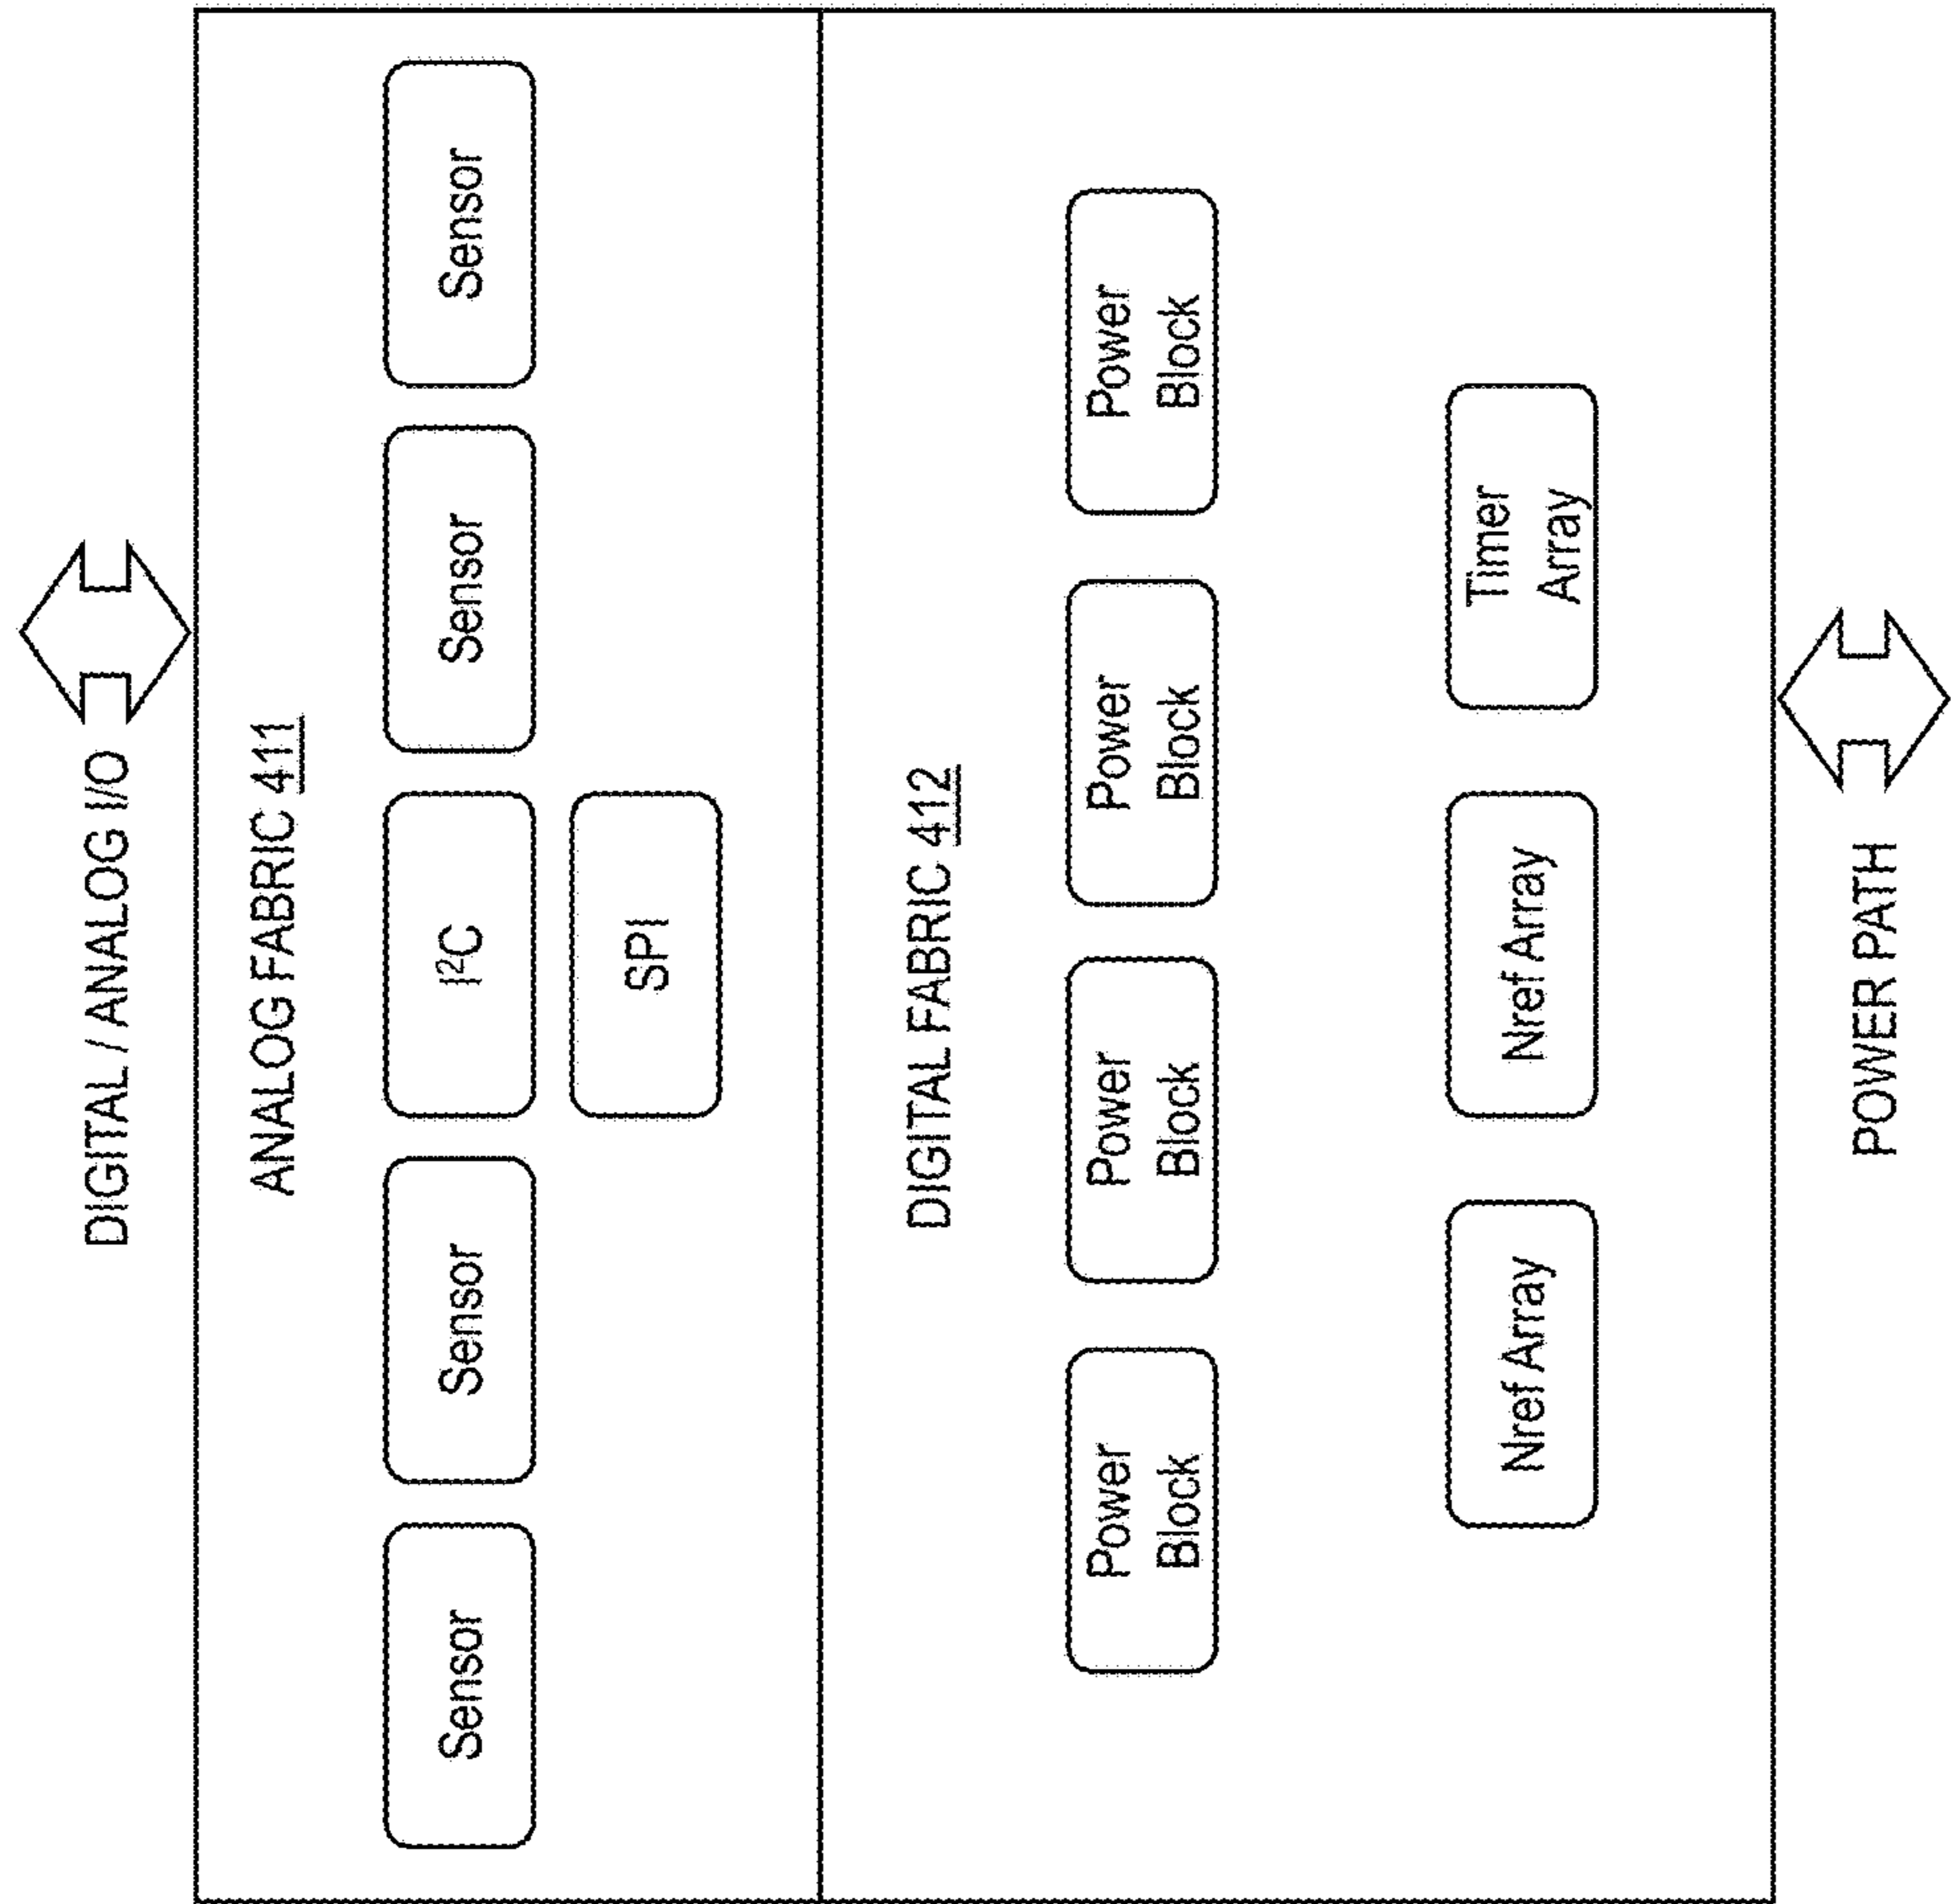 DIGITAL / ANALOG I/O
ANALOG FABRIC 411
Sensor
Sensor
I²C
Sensor
Sensor
SPI
DIGITAL FABRIC 412
Power
Block
Power
Block
Power
Block
Power
Block
Nref Array
Nref Array
Timer
Array
POWER PATH